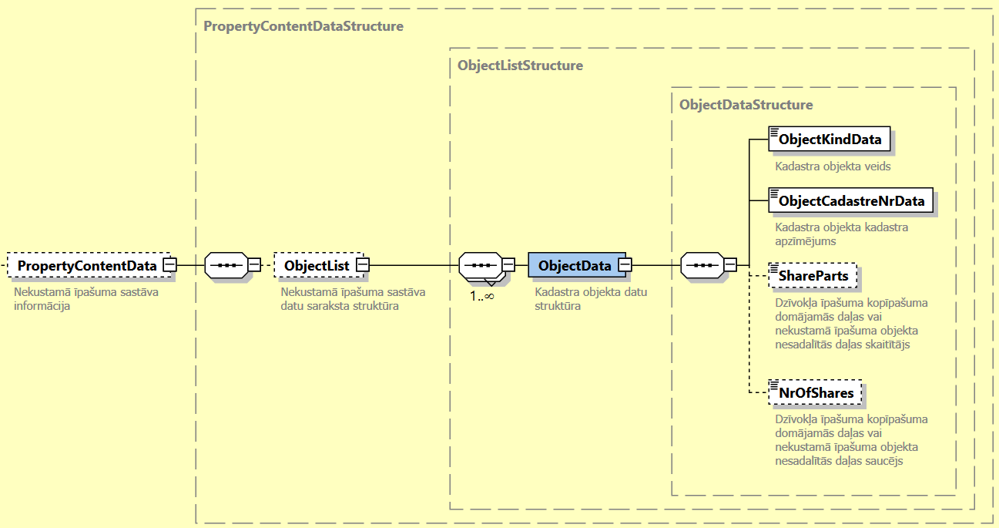 PropertyContentDataStructure
ObjectListStructure
ObjectDataStructure
ObjectKindData
Kadastra objekta veids
ObjectCadastreNrData
Kadastra objekta kadastra
apzīmējums
PropertyContentData
Nekustamā īpašuma sastāva
informācija
ObjectList
Nekustamā īpašuma sastāva
datu saraksta struktūra
1..∞
ObjectData
Kadastra objekta datu
struktūra
ShareParts
Dzīvokļa īpašuma kopīpašuma
domājamās daļas vai
nekustamā īpašuma objekta
nesadalītās daļas skaitītājs
NrOfShares
Dzīvokļa īpašuma kopīpašuma
domājamās daļas vai
nekustamā īpašuma objekta
nesadalītās daļas saucējs